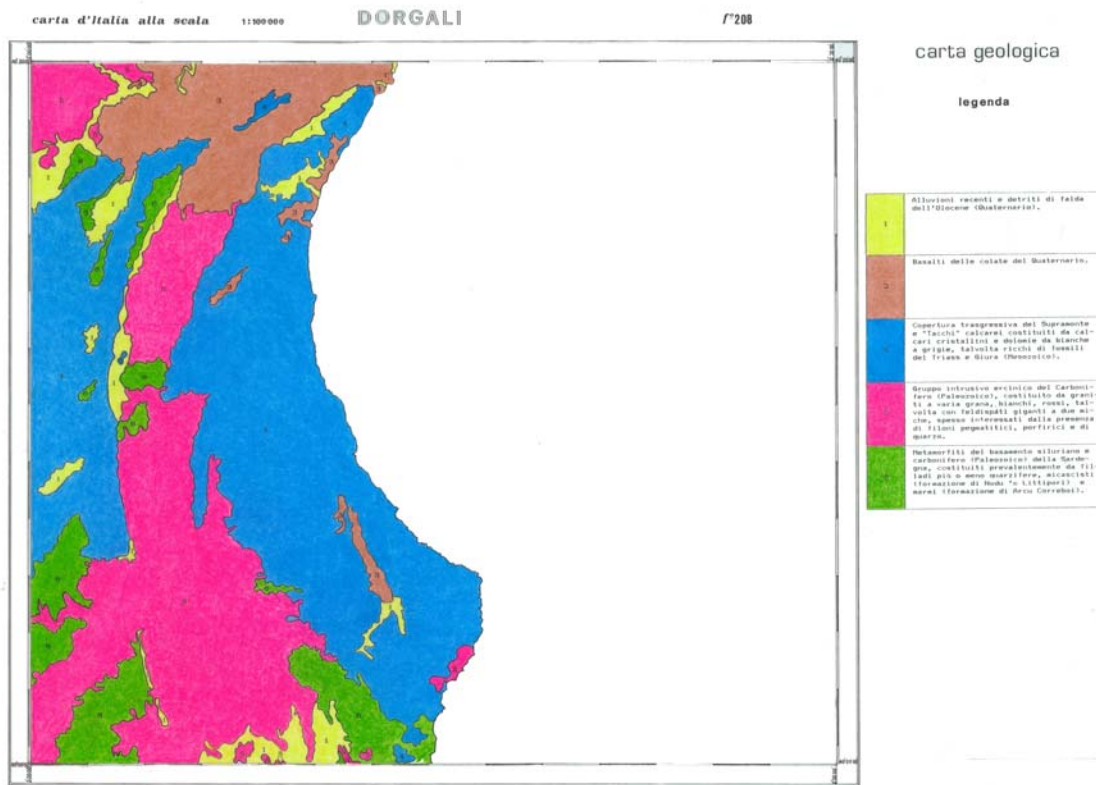 carta d'Italia alla scala 1:100000 DORGALI f°208
carta geologica
legenda
Alluvioni recenti e detriti di falda
dell'Olocene (Quaternario).
Basalti delle colate del Quaternario.
Copertura trasgressiva del Supramonte
e "Tacchi" calcarei costituiti da cal-
cari cristallini e dolomie da bianche
a grigie, talvolta ricchi di fossili
del Trias e Giura (Mesozoico).
Gruppo intrusivo ercinico del Carboni-
fero (Paleozoico), costituito da grani-
ti a varia grana, bianchi, rossi, tal-
volta con feldispati giganti a due mi-
che, spesso interessati dalla presenza
di filoni pegmatitici, porfirici e di
quarzo.
Metamorfiti del basamento siluriano e
carbonifero (Paleozoico) della Sarde-
gna, costituiti prevalentemente da fil-
ladi più o meno quarzifere, micascisti
(formazione di e
marmi (formazione di Arcu Correboi).